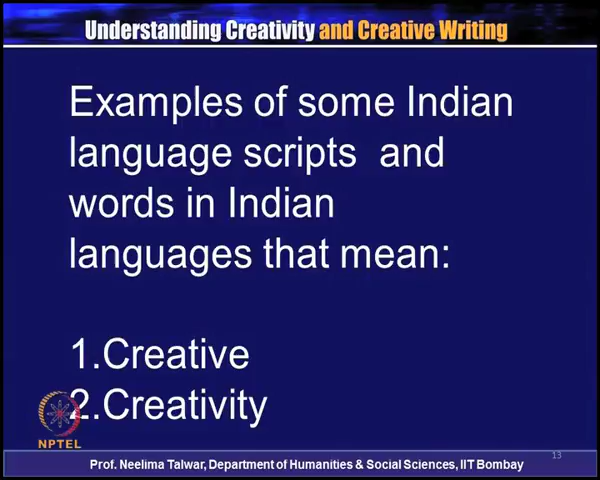 Understanding Creativity and Creative Writing
Examples of some Indian
language scripts and
words in Indian
languages that mean:
1.Creative
2.Creativity
NPTEL
13
Prof. Neelima Talwar, Department of Humanities & Social Sciences, IIT Bombay